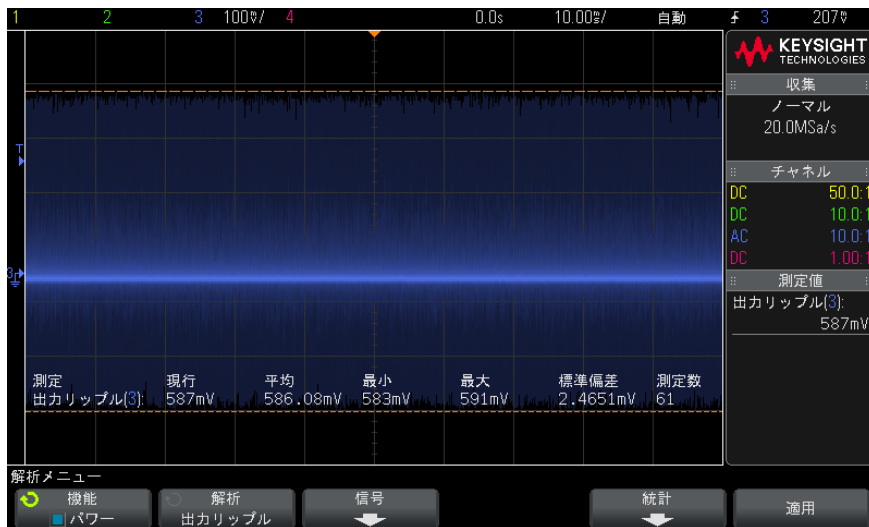 1 2 3 100mV/ 4 0.0s 10.00ms/ 自動 3 207mV
KEYSIGHT
TECHNOLOGIES
収集
ノーマル
20.0MSa/s
チャネル
DC 50.0:1
DC 10.0:1
AC 10.0:1
DC 1.00:1
測定値
出力リップル(3):
587mV
T
3
測定 現行 平均 最小 最大 標準偏差 測定数
出力リップル(3): 587mV 586.08mV 583mV 591mV 2.4651mV 61
解析メニュー
機能
パワー
解析
出力リップル
信号
統計
適用